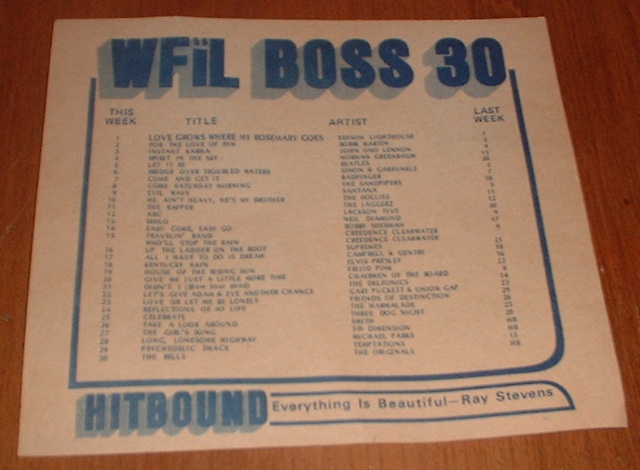 WFiL BOSS 30
THIS WEEK TITLE ARTIST LAST WEEK
1 LOVE GROWS WHERE MY ROSEMARY GOES EDISON LIGHTHOUSE
2 FOR THE LOVE OF HIM BOBBI MARTIN
3 INSTANT KARMA JOHN ONO LENNON
4 SPIRIT IN THE SKY NORMAN GREENBAUM
5 LET IT BE BEATLES
6 BRIDGE OVER TROUBLED WATERS SIMON & GARFUNKLE
7 COME AND GET IT BADFINGER
8 COME SATURDAY MORNING THE SANDPIPERS
9 EVIL WAYS SANTANA
10 HE AIN'T HEAVY, HE'S MY BROTHER THE HOLLIES
11 THE RAPPER THE JAGGERZ
12 ABC JACKSON FIVE
13 SHILO NEIL DIAMOND
14 EASY COME, EASY GO BOBBY SHERMAN
15 TRAVELIN' BAND CREEDENCE CLEARWATER
WHO'LL STOP THE RAIN CREEDENCE CLEARWATER
16 UP THE LADDER ON THE ROOF SUPREMES
17 ALL I HAVE TO DO IS DREAM CAMPBELL & GENTRY
18 KENTUCKY RAIN ELVIS PRESLEY
19 HOUSE OF THE RISING SUN FRIJID PINK
20 GIVE ME JUST A LITTLE MORE TIME CHAIRMEN OF THE BOARD
21 DIDN'T I (Blow Your Mind) THE DELFONICS
22 LET'S GIVE ADAM & EVE ANOTHER CHANCE GARY PUCKETT & UNION GAP
23 LOVE OR LET ME BE LONELY FRIENDS OF DISTINCTION
24 REFLECTIONS OF MY LIFE THE MARMALADE
25 CELEBRATE THREE DOG NIGHT
26 TAKE A LOOK AROUND SMITH
27 THE GIRL'S SONG 5th DIMENSION
28 LONG, LONESOME HIGHWAY MICHAEL PARKS
29 PSYCHEDELIC SHACK TEMPTATIONS
30 THE BELLS THE ORIGINALS
HITBOUND Everything Is Beautiful—Ray Stevens